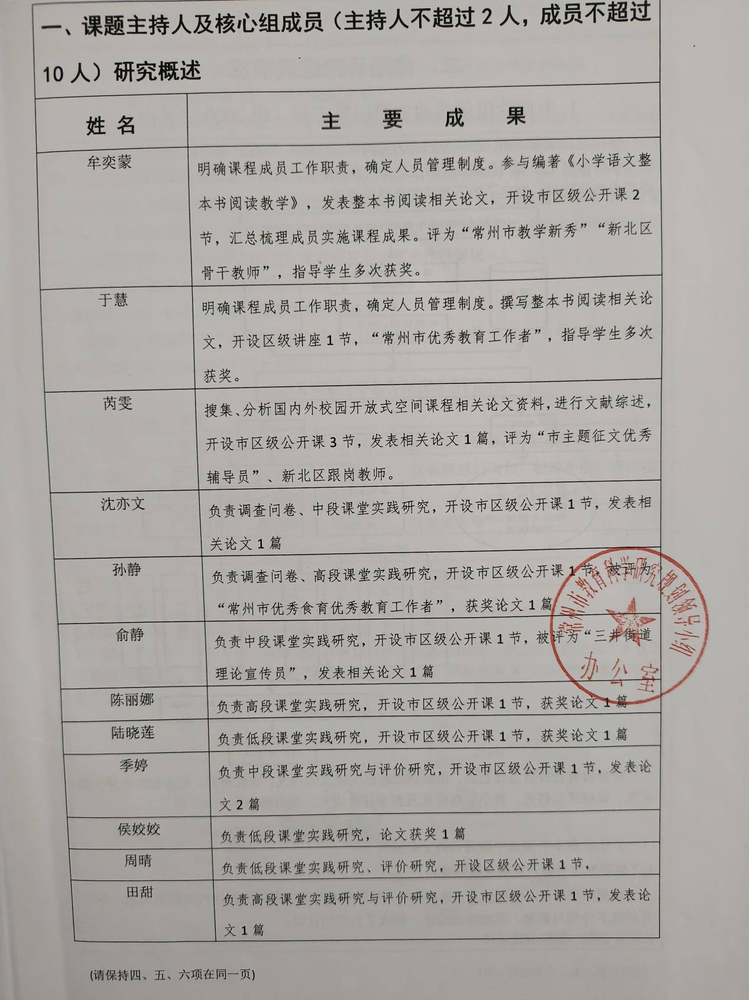 一、课题主持人及核心组成员（主持人不超过 2 人，成员不超过
10 人）研究概述
姓 名
主 要 成 果
牟奕蒙
明确课程成员工作职责，确定人员管理制度。参与编著《小学语文整
本书阅读教学》，发表整本书阅读相关论文，开设市区级公开课 2
节，汇总梳理成员实施课程成果。评为“常州市教学新秀”“新北区
骨干教师”，指导学生多次获奖。
于慧
明确课程成员工作职责，确定人员管理制度。撰写整本书阅读相关论
文，开设区级讲座 1 节，“常州市优秀教育工作者”，指导学生多次
获奖。
芮雯
搜集、分析国内外校园开放式空间课程相关论文资料，进行文献综述，
开设市区级公开课 3 节，发表相关论文 1 篇，评为“市主题征文优秀
辅导员”、新北区跟岗教师。
沈亦文
负责调查问卷、中段课堂实践研究，开设市区级公开课 1 节，发表相
关论文 1 篇
孙静
负责调查问卷、高段课堂实践研究，开设市区级公开课 1 节，被评为
“常州市优秀食育优秀教育工作者”，获奖论文 1 篇
俞静
负责中段课堂实践研究，开设市区级公开课 1 节，被评为“三井街道
理论宣传员”，发表相关论文 1 篇
陈丽娜
负责高段课堂实践研究，开设市区级公开课 1 节，获奖论文 1 篇
陆晓莲
负责低段课堂实践研究，开设市区级公开课 1 节，获奖论文 1 篇
季婷
负责中段课堂实践研究与评价研究，开设市区级公开课 1 节，发表论
文 2 篇
侯姣姣
负责低段课堂实践研究，论文获奖 1 篇
周晴
负责低段课堂实践研究、评价研究，开设区级公开课 1 节，
田甜
负责高段课堂实践研究与评价研究，开设市区级公开课 1 节，发表论
文 1 篇
常州市教育科学研究规划领导小组
办公室
(请保持四、五、六项在同一页)